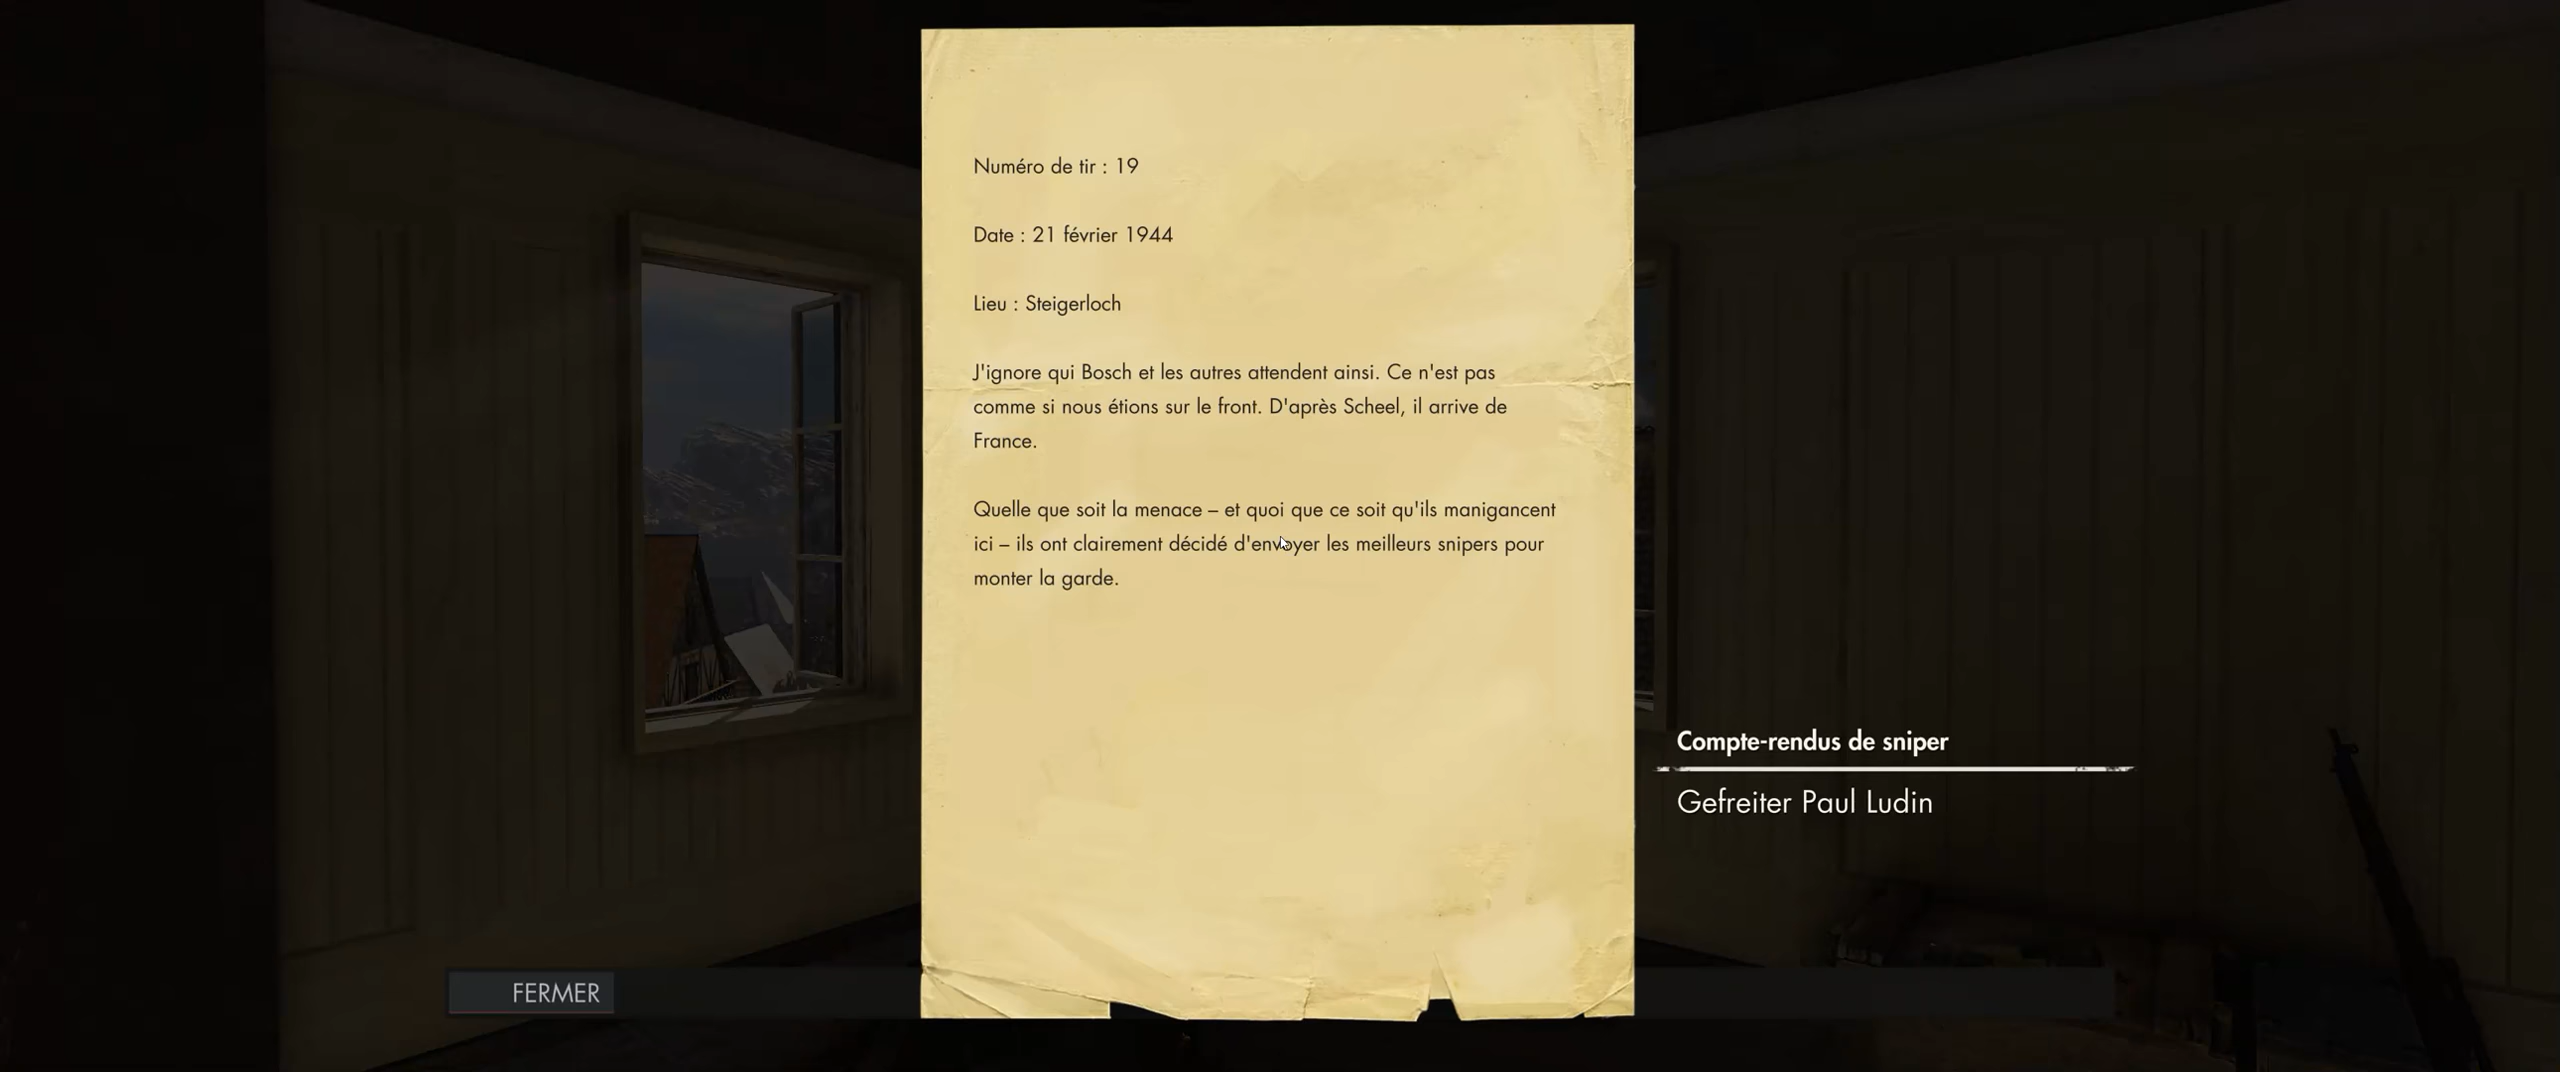 Numéro de tir : 19
Date : 21 février 1944
Lieu : Steigerloch
J'ignore qui Bosch et les autres attendent ainsi. Ce n'est pas
comme si nous étions sur le front. D'après Scheel, il arrive de
France.
Quelle que soit la menace – et quoi que ce soit qu'ils manigancent
ici – ils ont clairement décidé d'envoyer les meilleurs snipers pour
monter la garde.
Compte-rendus de sniper
Gefreiter Paul Ludin
FERMER